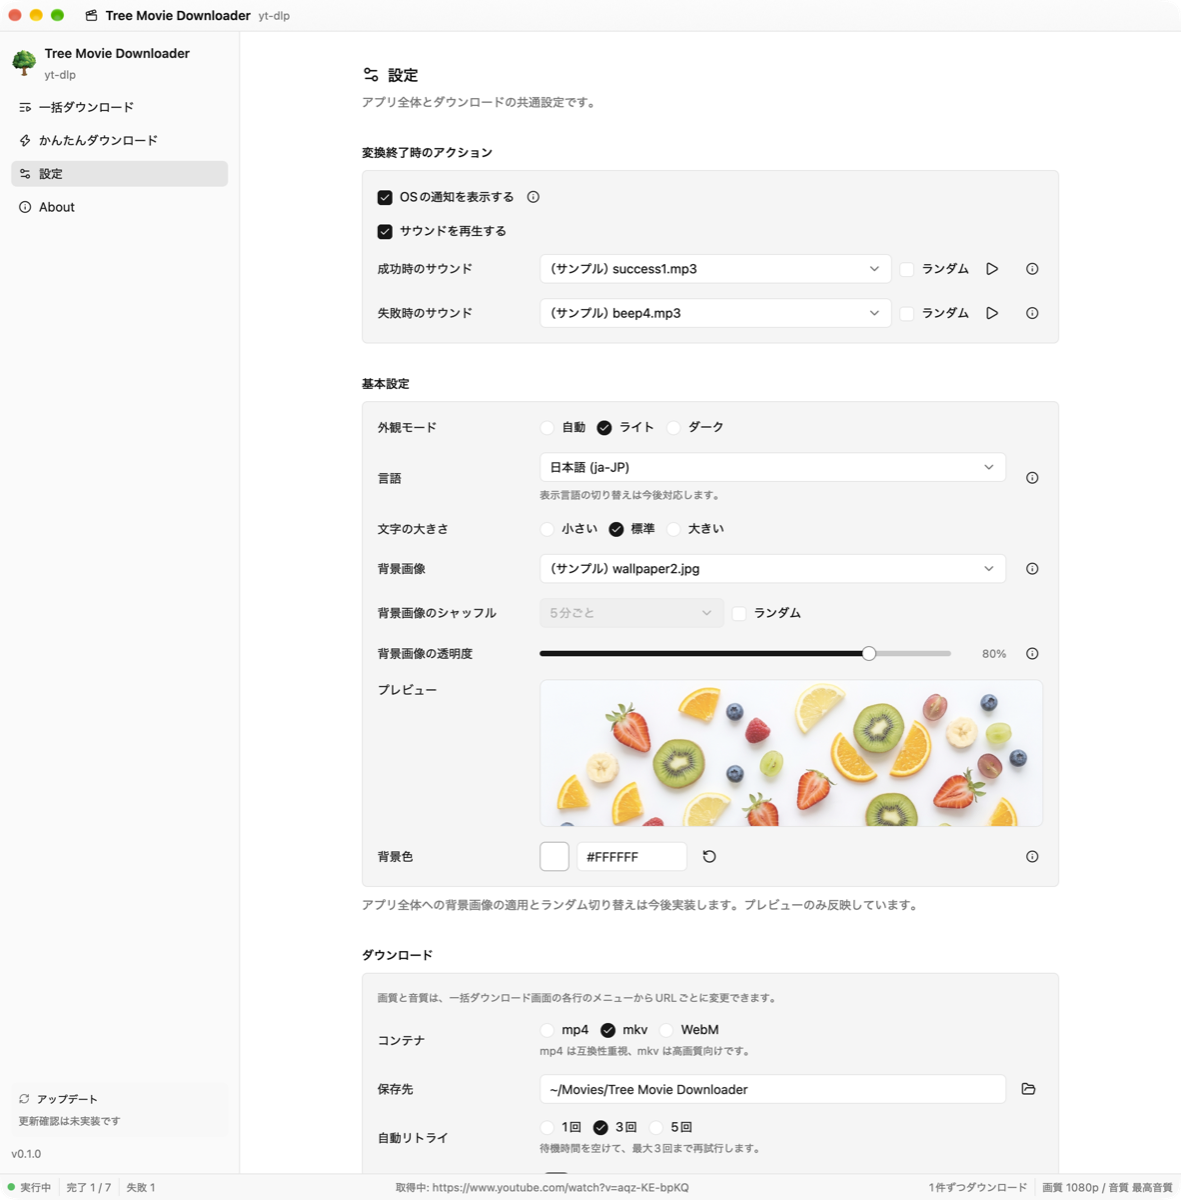 Tree Movie Downloader yt-dlp
Tree Movie Downloader
yt-dlp
一括ダウンロード
かんたんダウンロード
設定
About
設定
アプリ全体とダウンロードの共通設定です。
変換終了時のアクション
OSの通知を表示する
サウンドを再生する
成功時のサウンド (サンプル) success1.mp3 ランダム
失敗時のサウンド (サンプル) beep4.mp3 ランダム
基本設定
外観モード 自動 ライト ダーク
言語 日本語 (ja-JP)
表示言語の切り替えは今後対応します。
文字の大きさ 小さい 標準 大きい
背景画像 (サンプル) wallpaper2.jpg
背景画像のシャッフル 5分ごと ランダム
背景画像の透明度 80%
プレビュー
背景色 #FFFFFF
アプリ全体への背景画像の適用とランダム切り替えは今後実装します。プレビューのみ反映しています。
ダウンロード
画質と音質は、一括ダウンロード画面の各行のメニューからURLごとに変更できます。
コンテナ mp4 mkv WebM
mp4 は互換性重視、mkv は高画質向けです。
保存先 ~/Movies/Tree Movie Downloader
自動リトライ 1回 3回 5回
待機時間を空けて、最大3回まで再試行します。
アップデート
更新確認は未実装です
v0.1.0
実行中 完了 1 / 7 失敗 1 取得中: https://www.youtube.com/watch?v=aqz-KE-bpKQ 1件ずつダウンロード 画質 1080p / 音質 最高音質